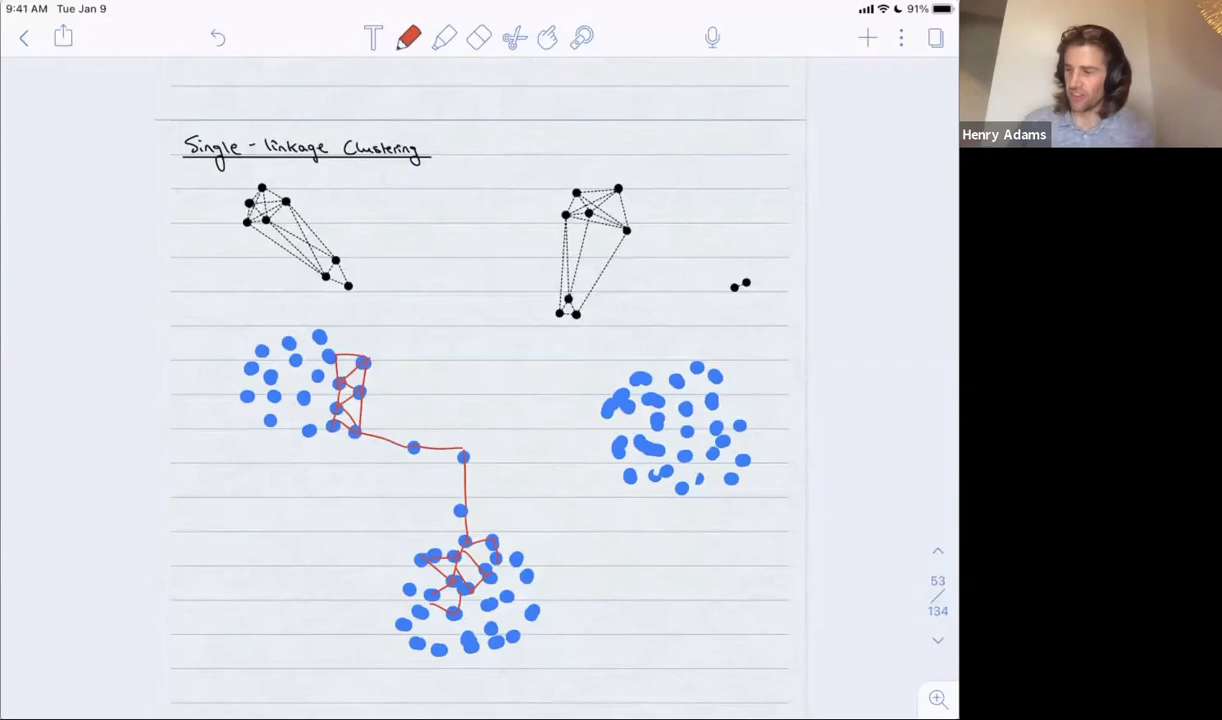 9:41 AM Tue Jan 9
91%
Henry Adams
Single-linkage Clustering
53
134